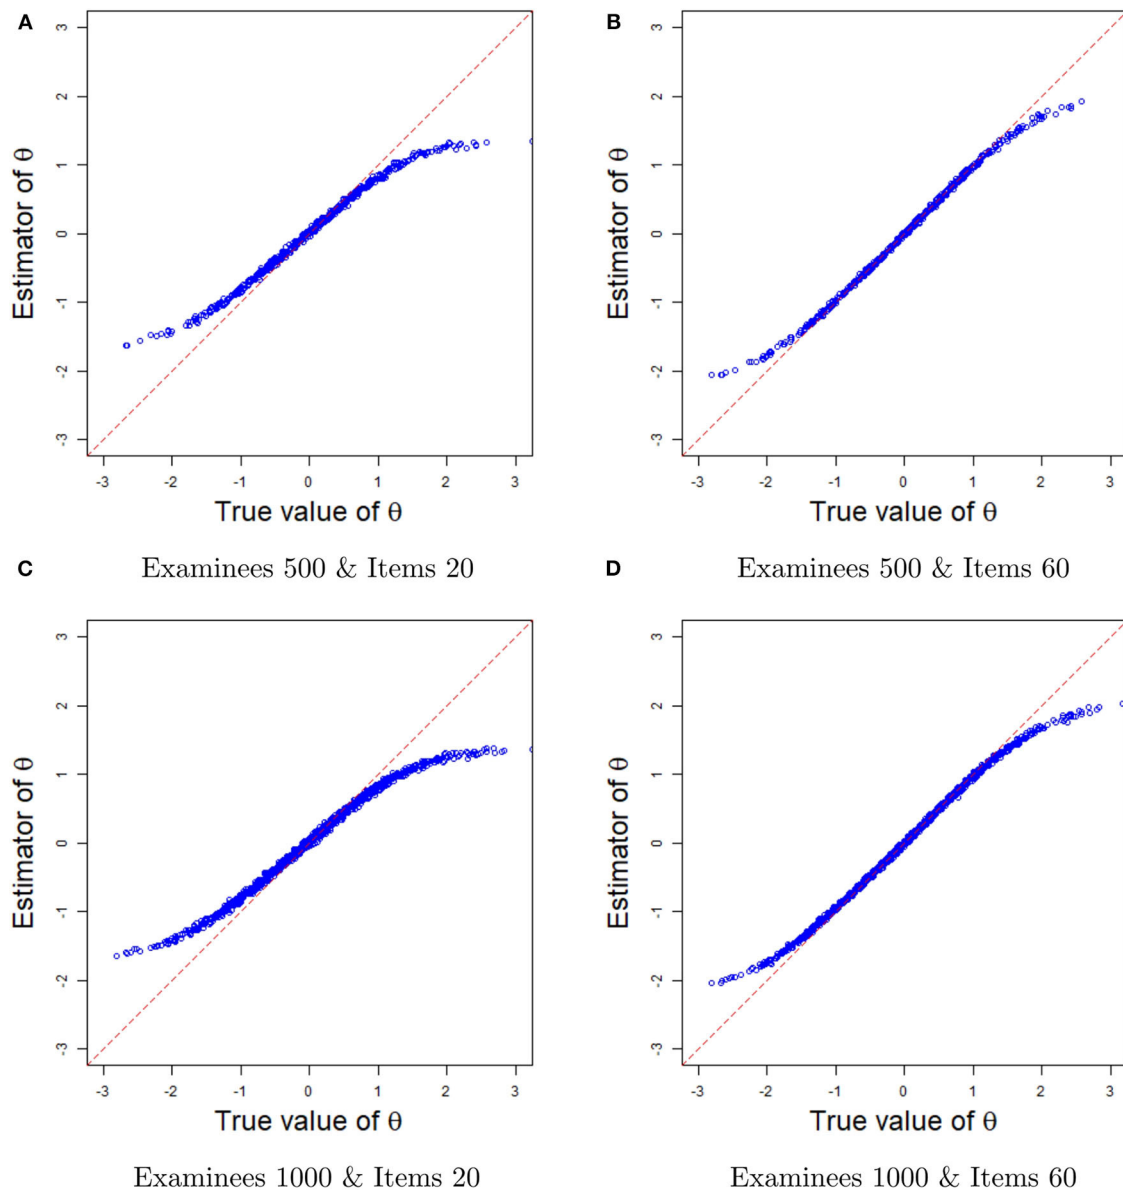 A
3
2
1
0
-1
-2
-3
Estimator of θ
-3 -2 -1 0 1 2 3
True value of θ
Examinees 500 & Items 20
B
3
2
1
0
-1
-2
-3
Estimator of θ
-3 -2 -1 0 1 2 3
True value of θ
Examinees 500 & Items 60
C
3
2
1
0
-1
-2
-3
Estimator of θ
-3 -2 -1 0 1 2 3
True value of θ
Examinees 1000 & Items 20
D
3
2
1
0
-1
-2
-3
Estimator of θ
-3 -2 -1 0 1 2 3
True value of θ
Examinees 1000 & Items 60